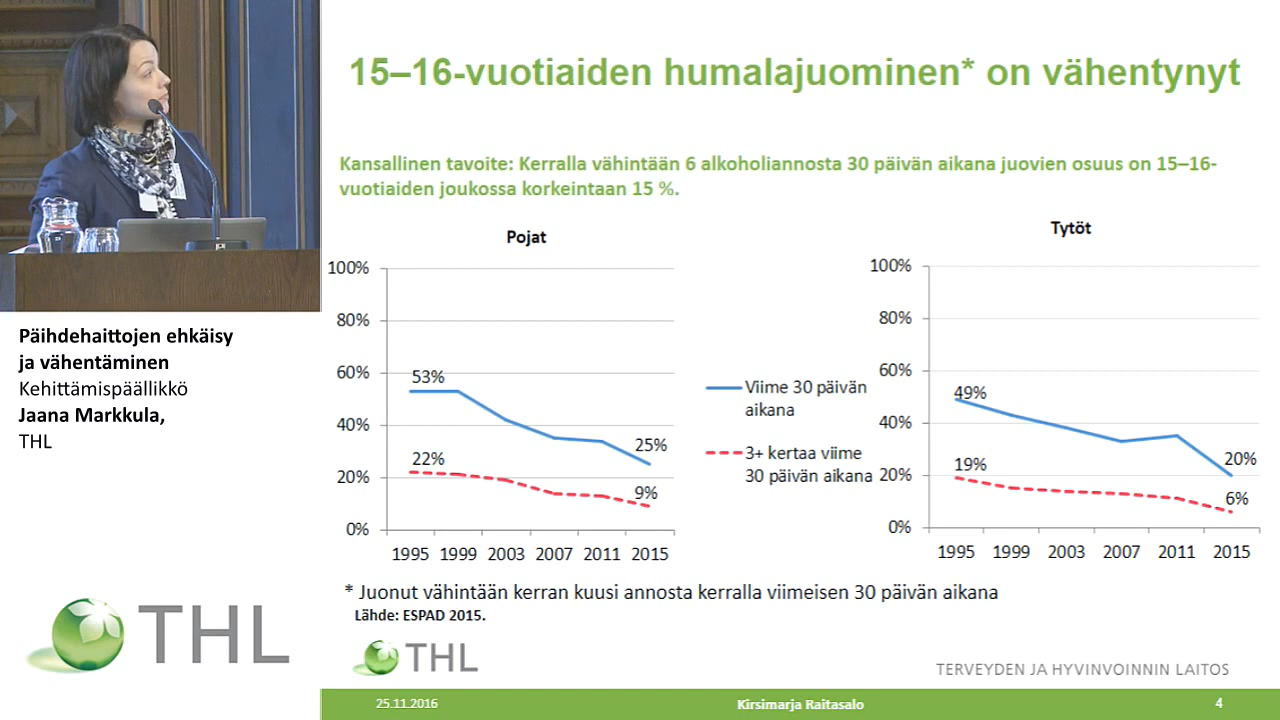 15–16-vuotiaiden humalajuominen* on vähentynyt
Kansallinen tavoite: Kerralla vähintään 6 alkoholiannosta 30 päivän aikana juovien osuus on 15–16-
vuotiaiden joukossa korkeintaan 15 %.
Pojat
100%
80%
60%
40%
20%
0%
53%
25%
22%
9%
1995 1999 2003 2007 2011 2015
Viime 30 päivän
aikana
3+ kertaa viime
30 päivän aikana
Tytöt
100%
80%
60%
40%
20%
0%
49%
20%
19%
6%
1995 1999 2003 2007 2011 2015
* Juonut vähintään kerran kuusi annosta kerralla viimeisen 30 päivän aikana
Lähde: ESPAD 2015.
THL
TERVEYDEN JA HYVINVOINNIN LAITOS
25.11.2016
Kirsimarja Raitasalo
4
Päihdehaittojen ehkäisy
ja vähentäminen
Kehittämispäällikkö
Jaana Markkula,
THL
THL